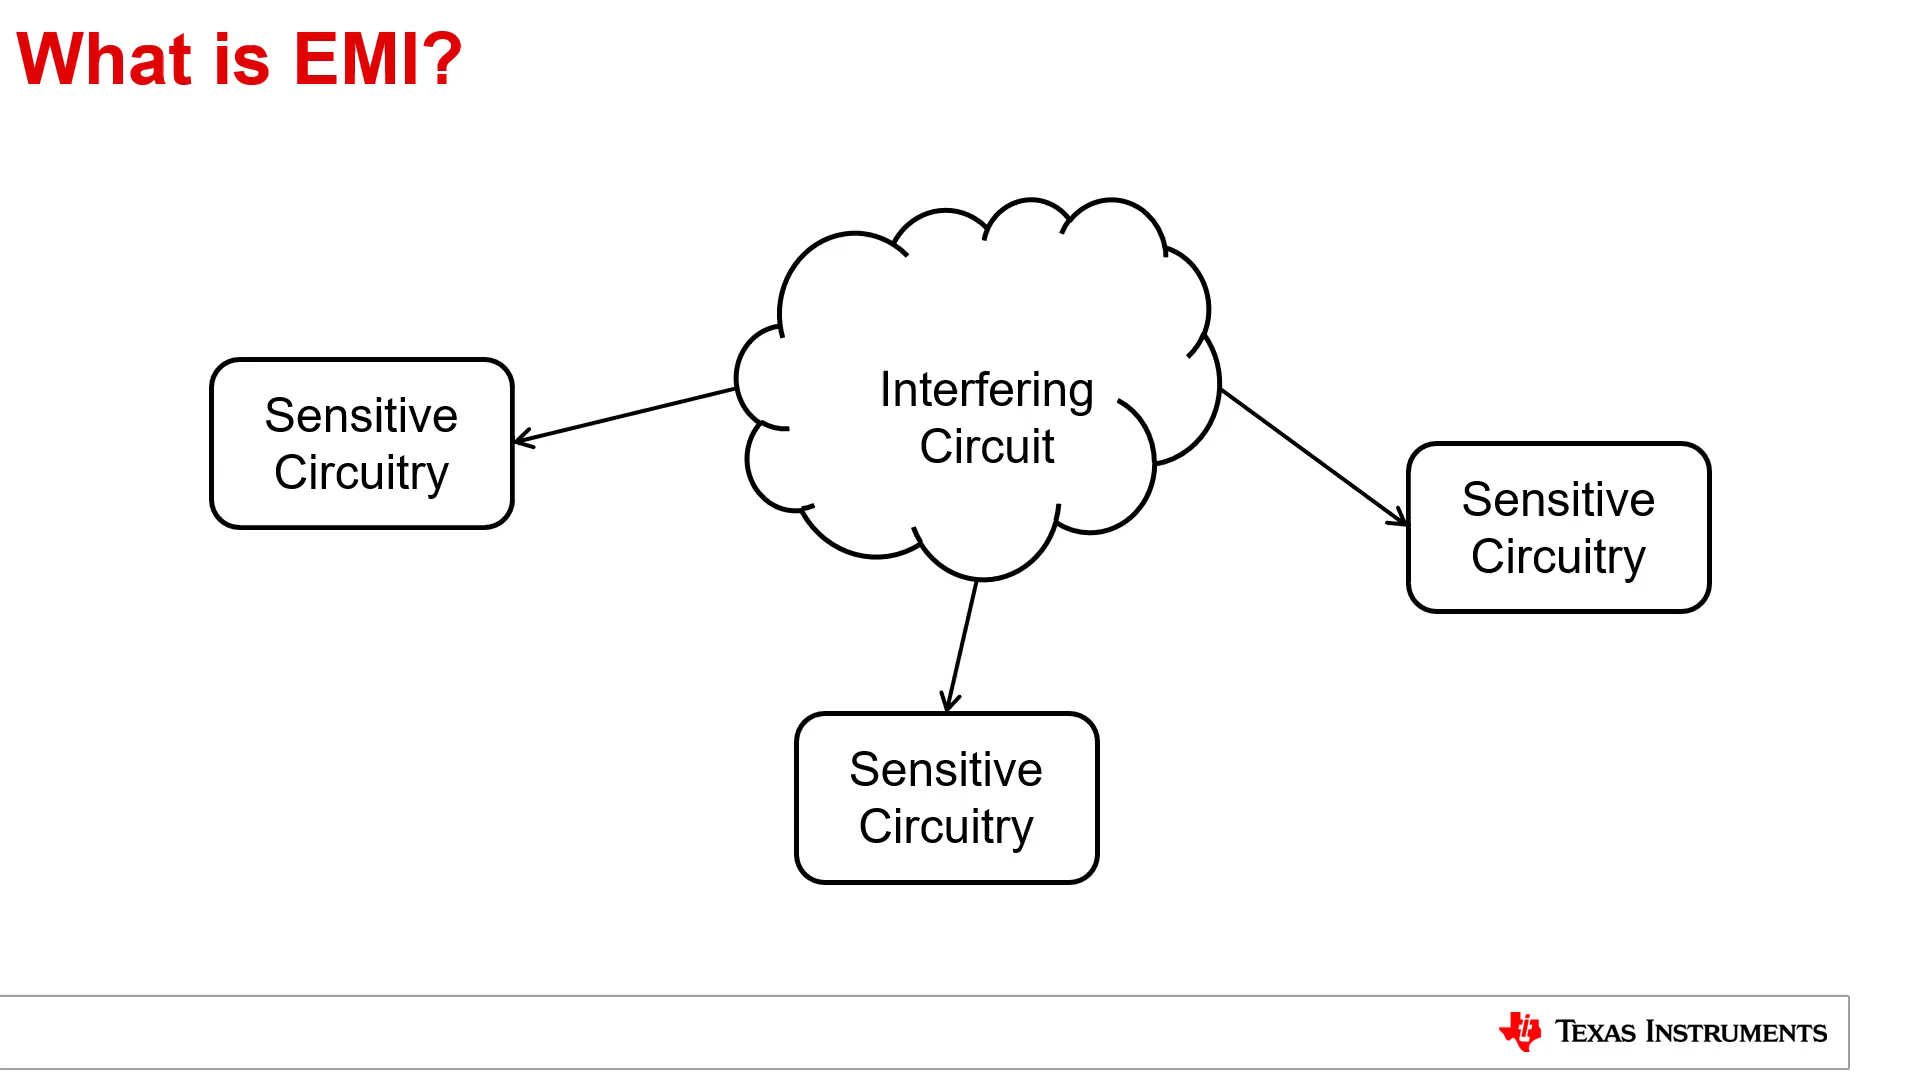 What is EMI?
Interfering
Circuit
Sensitive
Circuitry
Sensitive
Circuitry
Sensitive
Circuitry
TEXAS INSTRUMENTS